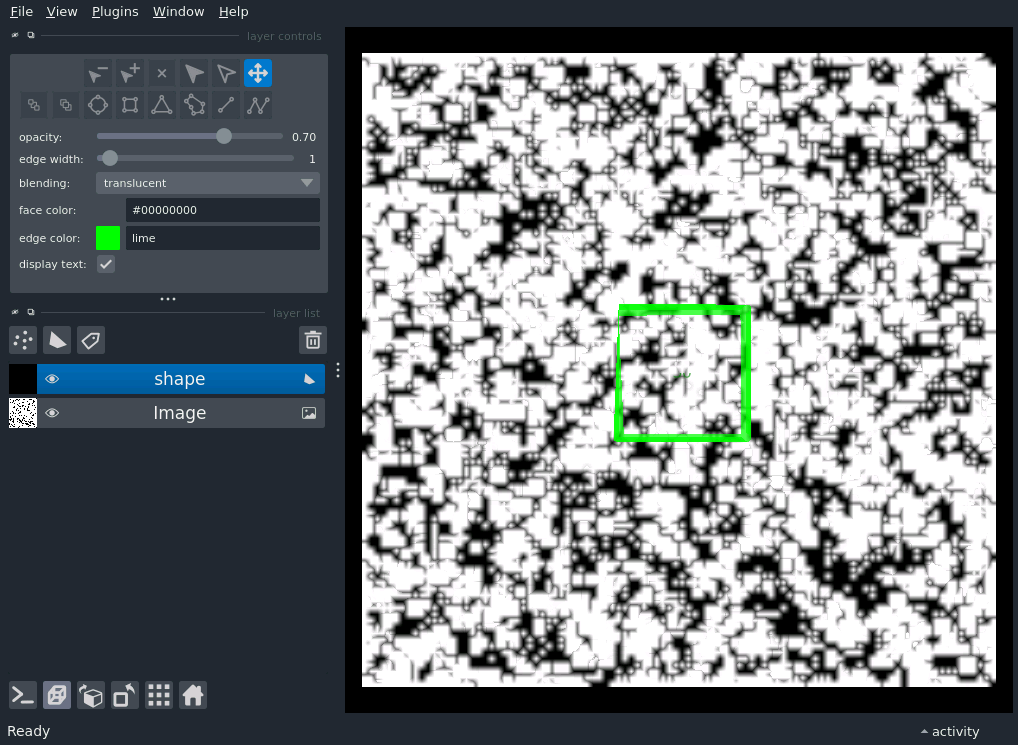 File View Plugins Window Help
layer controls
opacity: 0.70
edge width: 1
blending: translucent
face color: #00000000
edge color: lime
display text:
layer list
shape
Image
Ready
activity